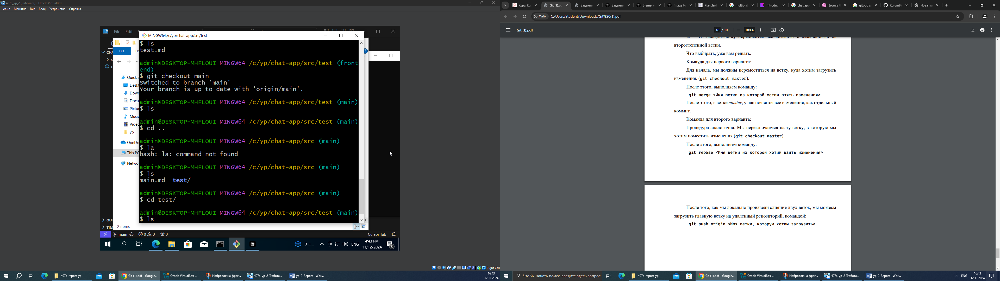 407a_yp_2 [Работает] - Oracle VirtualBox
Файл Машина Вид Ввод Устройства Справка
File Edit
MINGW64:/c/yp/chat-app/src/test
File
Quick a
Deskt
Down
Docu
Pictur
Music
Video
yp
OneDri
This PC
Netwo
2 items
$ ls
test.md
admin@DESKTOP-MHFLOUI MINGW64 /c/yp/chat-app/src/test (front
end)
$ git checkout main
Switched to branch 'main'
Your branch is up to date with 'origin/main'.
admin@DESKTOP-MHFLOUI MINGW64 /c/yp/chat-app/src/test (main)
$ ls
admin@DESKTOP-MHFLOUI MINGW64 /c/yp/chat-app/src/test (main)
$ cd ..
admin@DESKTOP-MHFLOUI MINGW64 /c/yp/chat-app/src (main)
$ la
bash: la: command not found
admin@DESKTOP-MHFLOUI MINGW64 /c/yp/chat-app/src (main)
$ ls
main.md test/
admin@DESKTOP-MHFLOUI MINGW64 /c/yp/chat-app/src (main)
$ cd test/
admin@DESKTOP-MHFLOUI MINGW64 /c/yp/chat-app/src/test (main)
$ ls
main 0 0 0 Cursor Tab
2 c... ENG 4:43 PM
11/12/2024 3
Right Ctrl
407a_report_yp Git (1).pdf - Google... Oracle VirtualBox ... Набросок на фраг... 407a_yp_2 [Работа... yp_2_Report - Wor...
16:43
12.11.2024
Курс: Ку Git (1).pd Задание Задание theme: v Image to PlantText multiplat Introduc chat app Browse t gitpod p Korum9 Новая в
Файл C:/Users/Student/Downloads/Git%20(1).pdf
Git (1).pdf 18 / 19 100%
второстепенной ветки.
Что выбирать, уже вам решать.
Комауда для первого варианта:
Для начала, мы должны переместиться на ветку, куда хотим загрузить
изменения. (git checkout master).
После этого, выполняем команду:
git merge <Имя ветки из которой хотим взять изменения>
После этого, в ветке master, у нас появятся все изменения, как отдельный
коммит.
Команда для второго варианта:
Процедура аналогична. Мы переключаемся на ту ветку, в которую мы
хотим поместить изменения (git checkout master).
После этого, выполняем команду:
git rebase <Имя ветки из которой хотим взять изменения>
После того, как мы локально произвели слияние двух веток, мы можесм
загрузить главную ветку на удаленный репозиторий, командой:
git push origin <Имя ветки, которую хотим загрузить>
Чтобы начать поиск, введите здесь запрос
407a_report_yp Git (1).pdf - Google... Oracle VirtualBox ... Набросок на фраг... 407a_yp_2 [Работа... yp_2_Report - Wor...
ENG 16:43
12.11.2024